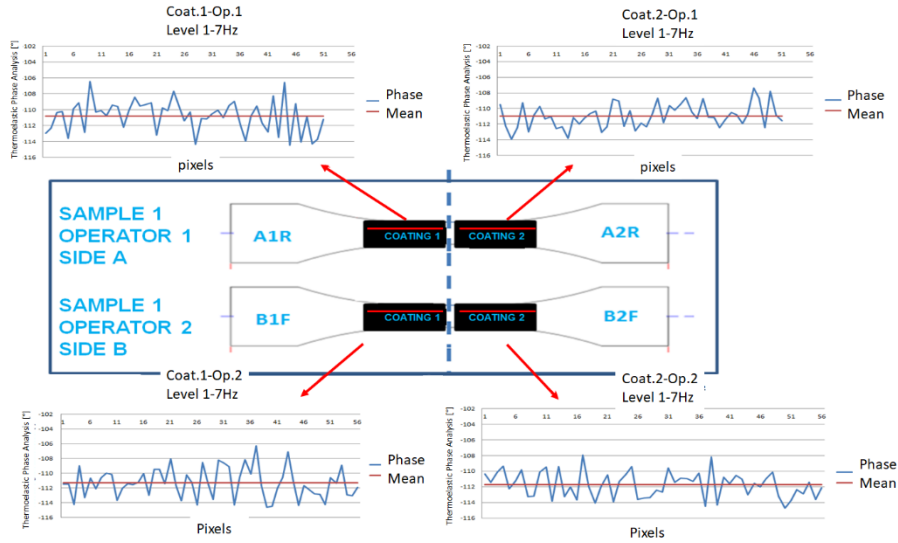 Coat.1-Op.1
Level 1-7Hz
Thermoelastic Phase Analysis [°]
-102
-104
-106
-108
-110
-112
-114
-116
1 6 11 16 21 26 31 36 41 46 51 56
Phase
Mean
pixels
Coat.2-Op.1
Level 1-7Hz
Thermoelastic Phase Analysis [°]
-102
-104
-106
-108
-110
-112
-114
-116
1 6 11 16 21 26 31 36 41 46 51 56
Phase
Mean
pixels
SAMPLE 1
OPERATOR 1
SIDE A
A1R
COATING 1
COATING 2
A2R
SAMPLE 1
OPERATOR 2
SIDE B
B1F
COATING 1
COATING 2
B2F
Coat.1-Op.2
Level 1-7Hz
Thermoelastic Phase Analysis [°]
-102
-104
-106
-108
-110
-112
-114
-116
1 6 11 16 21 26 31 36 41 46 51 56
Phase
Mean
Pixels
Coat.2-Op.2
Level 1-7Hz
Thermoelastic Phase Analysis [°]
-102
-104
-106
-108
-110
-112
-114
-116
1 6 11 16 21 26 31 36 41 46 51 56
Phase
Mean
Pixels